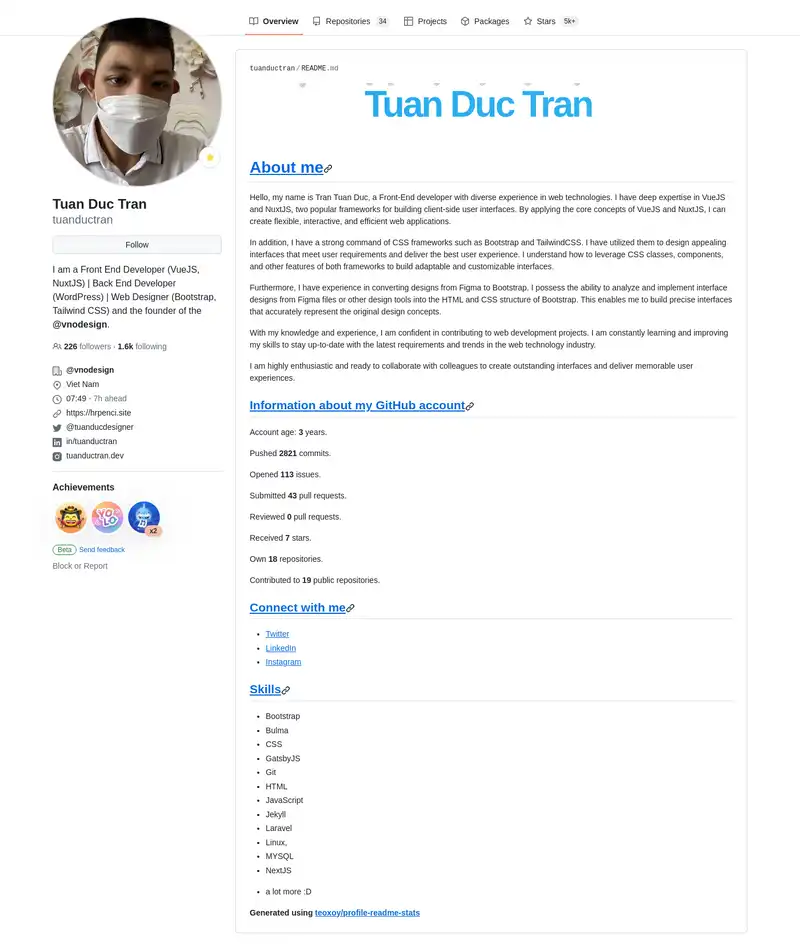 Overview
Repositories 34
Projects
Packages
Stars 5k+
Tuan Duc Tran
tuanductran
Follow
I am a Front End Developer (VueJS,
NuxtJS) | Back End Developer
(WordPress) | Web Designer (Bootstrap,
Tailwind CSS) and the founder of the
@vnodesign.
226 followers · 1.6k following
@vnodesign
Viet Nam
07:49 - 7h ahead
https://hrpenci.site
@tuanducdesigner
in/tuanductran
tuanductran.dev
Achievements
YOLO
x2
Beta Send feedback
Block or Report
tuanductran/README.md
Tuan Duc Tran
About me
Hello, my name is Tran Tuan Duc, a Front-End developer with diverse experience in web technologies. I have deep expertise in VueJS
and NuxtJS, two popular frameworks for building client-side user interfaces. By applying the core concepts of VueJS and NuxtJS, I can
create flexible, interactive, and efficient web applications.
In addition, I have a strong command of CSS frameworks such as Bootstrap and TailwindCSS. I have utilized them to design appealing
interfaces that meet user requirements and deliver the best user experience. I understand how to leverage CSS classes, components,
and other features of both frameworks to build adaptable and customizable interfaces.
Furthermore, I have experience in converting designs from Figma to Bootstrap. I possess the ability to analyze and implement interface
designs from Figma files or other design tools into the HTML and CSS structure of Bootstrap. This enables me to build precise interfaces
that accurately represent the original design concepts.
With my knowledge and experience, I am confident in contributing to web development projects. I am constantly learning and improving
my skills to stay up-to-date with the latest requirements and trends in the web technology industry.
I am highly enthusiastic and ready to collaborate with colleagues to create outstanding interfaces and deliver memorable user
experiences.
Information about my GitHub account
Account age: 3 years.
Pushed 2821 commits.
Opened 113 issues.
Submitted 43 pull requests.
Reviewed 0 pull requests.
Received 7 stars.
Own 18 repositories.
Contributed to 19 public repositories.
Connect with me
• Twitter
• LinkedIn
• Instagram
Skills
• Bootstrap
• Bulma
• CSS
• GatsbyJS
• Git
• HTML
• JavaScript
• Jekyll
• Laravel
• Linux,
• MYSQL
• NextJS
• a lot more :D
Generated using teoxoy/profile-readme-stats